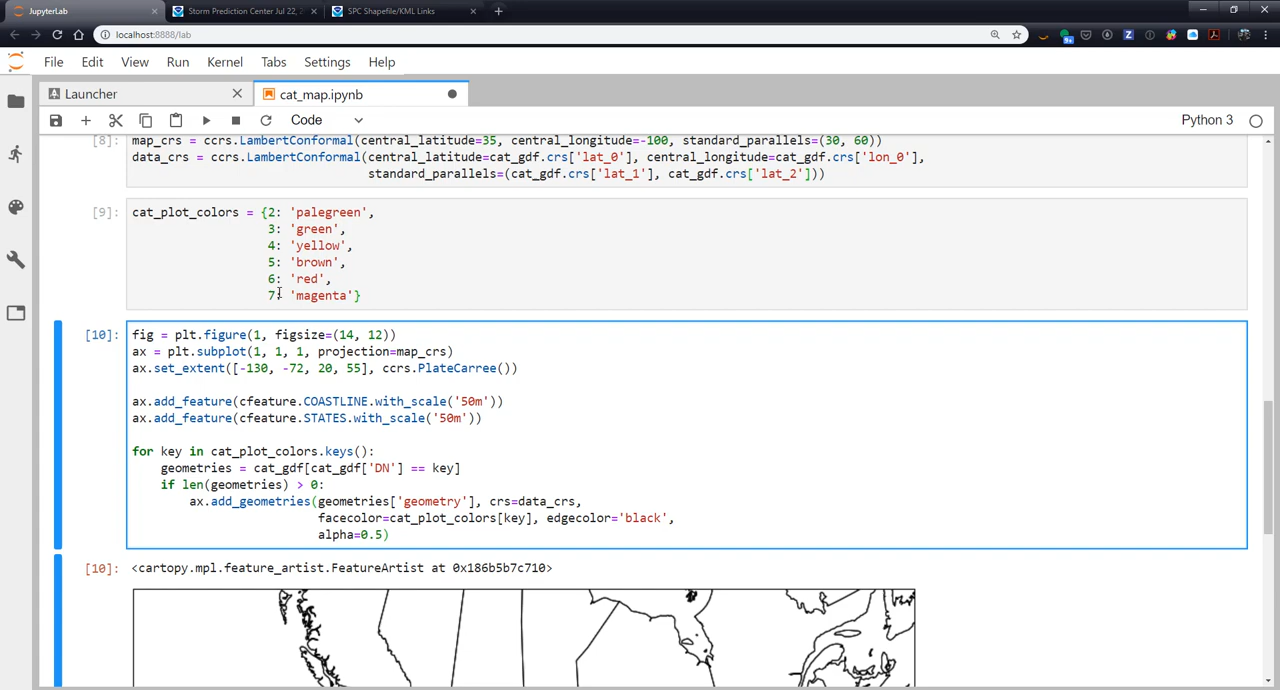 JupyterLab
Storm Prediction Center Jul 22, 2
SPC Shapefile/KML Links
localhost:8888/lab
File Edit View Run Kernel Tabs Settings Help
Launcher
cat_map.ipynb
Code
Python 3
[8]: map_crs = ccrs.LambertConformal(central_latitude=35, central_longitude=-100, standard_parallels=(30, 60))
data_crs = ccrs.LambertConformal(central_latitude=cat_gdf.crs['lat_0'], central_longitude=cat_gdf.crs['lon_0'],
standard_parallels=(cat_gdf.crs['lat_1'], cat_gdf.crs['lat_2']))
[9]: cat_plot_colors = {2: 'palegreen',
3: 'green',
4: 'yellow',
5: 'brown',
6: 'red',
7: 'magenta'}
[10]: fig = plt.figure(1, figsize=(14, 12))
ax = plt.subplot(1, 1, 1, projection=map_crs)
ax.set_extent([-130, -72, 20, 55], ccrs.PlateCarree())
ax.add_feature(cfeature.COASTLINE.with_scale('50m'))
ax.add_feature(cfeature.STATES.with_scale('50m'))
for key in cat_plot_colors.keys():
geometries = cat_gdf[cat_gdf['DN'] == key]
if len(geometries) > 0:
ax.add_geometries(geometries['geometry'], crs=data_crs,
facecolor=cat_plot_colors[key], edgecolor='black',
alpha=0.5)
[10]: <cartopy.mpl.feature_artist.FeatureArtist at 0x186b5b7c710>